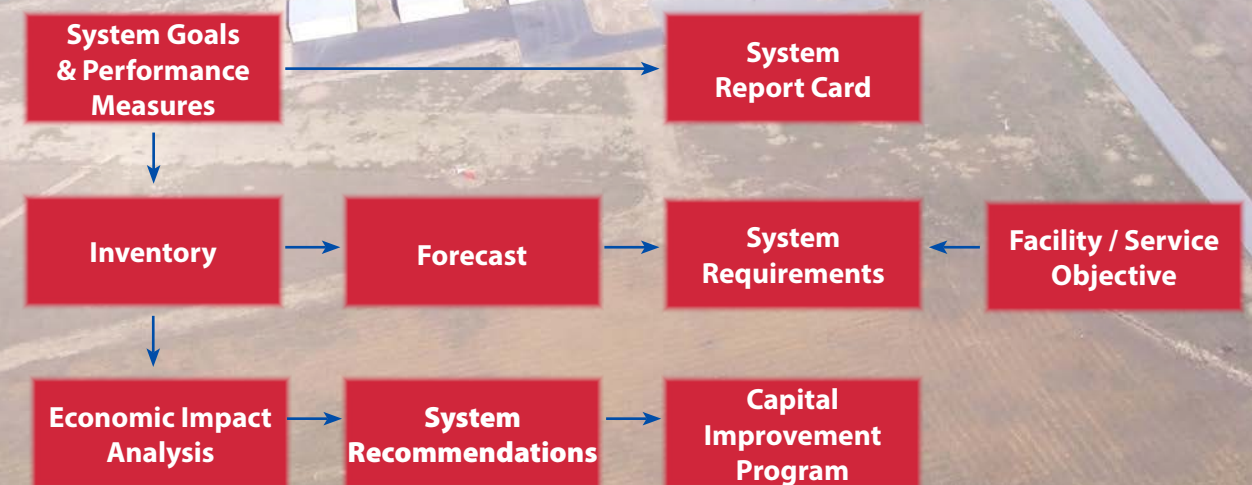 System Goals
& Performance
Measures
System
Report Card
Inventory
Forecast
System
Requirements
Facility / Service
Objective
Economic Impact
Analysis
System
Recommendations
Capital
Improvement
Program